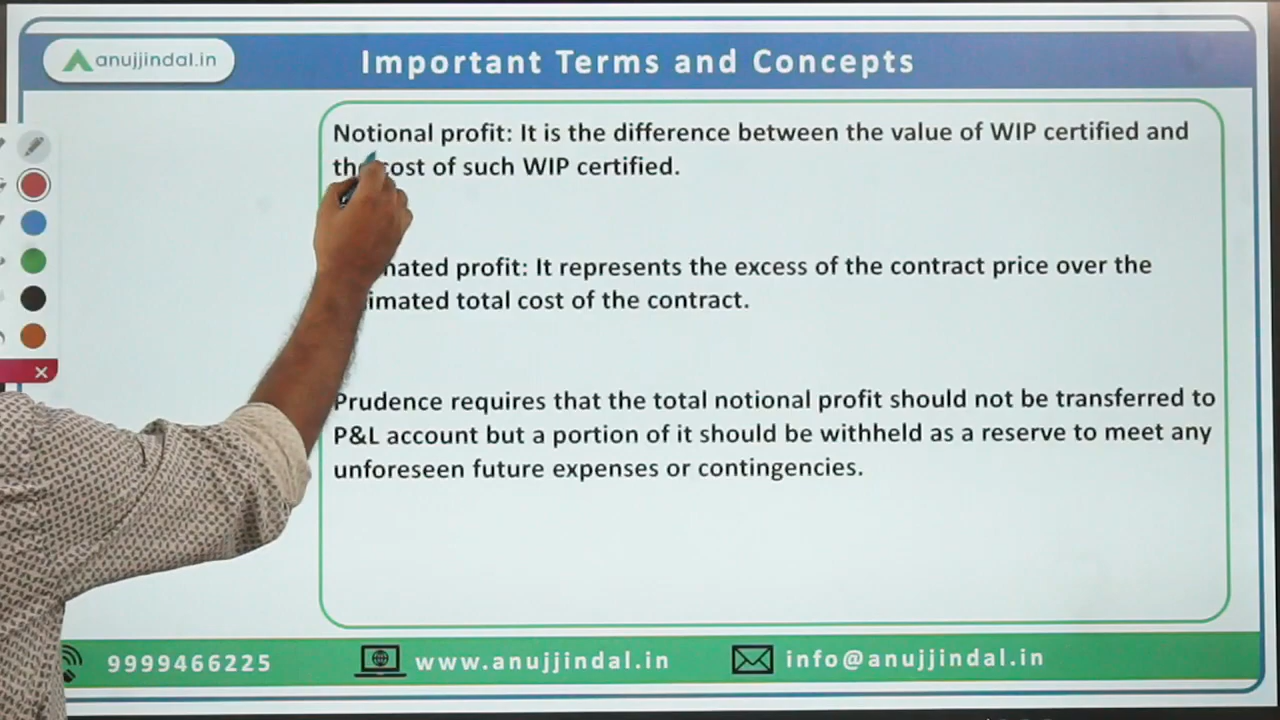 anujjindal.in
Important Terms and Concepts
Notional profit: It is the difference between the value of WIP certified and
cost of such WIP certified.
profit: It represents the excess of the contract price over the
total cost of the contract.
Prudence requires that the total notional profit should not be transferred to
P&L account but a portion of it should be withheld as a reserve to meet any
unforeseen future expenses or contingencies.
9999466225
www.anujjindal.in
info@anujjindal.in